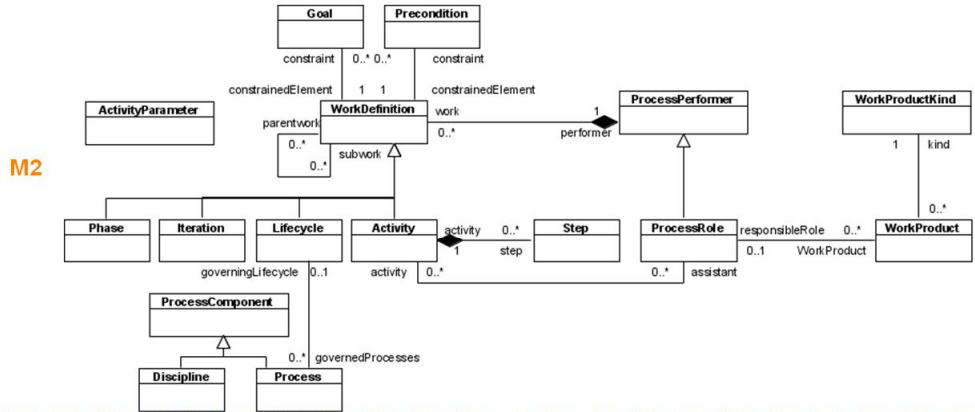 Goal Precondition
constraint 0..* 0..* constraint
constrainedElement 1 1 constrainedElement
ActivityParameter WorkDefinition work 1 ProcessPerformer WorkProductKind
parentwork 0..* performer
0..* subwork 1 kind
0..*
M2
0..*
Phase Iteration Lifecycle Activity activity 0..* Step ProcessRole responsibleRole 0..* WorkProduct
1 step 0..1 WorkProduct
governingLifecycle 0..1 activity 0..* 0..* assistant
ProcessComponent
0..* governedProcesses
Discipline Process